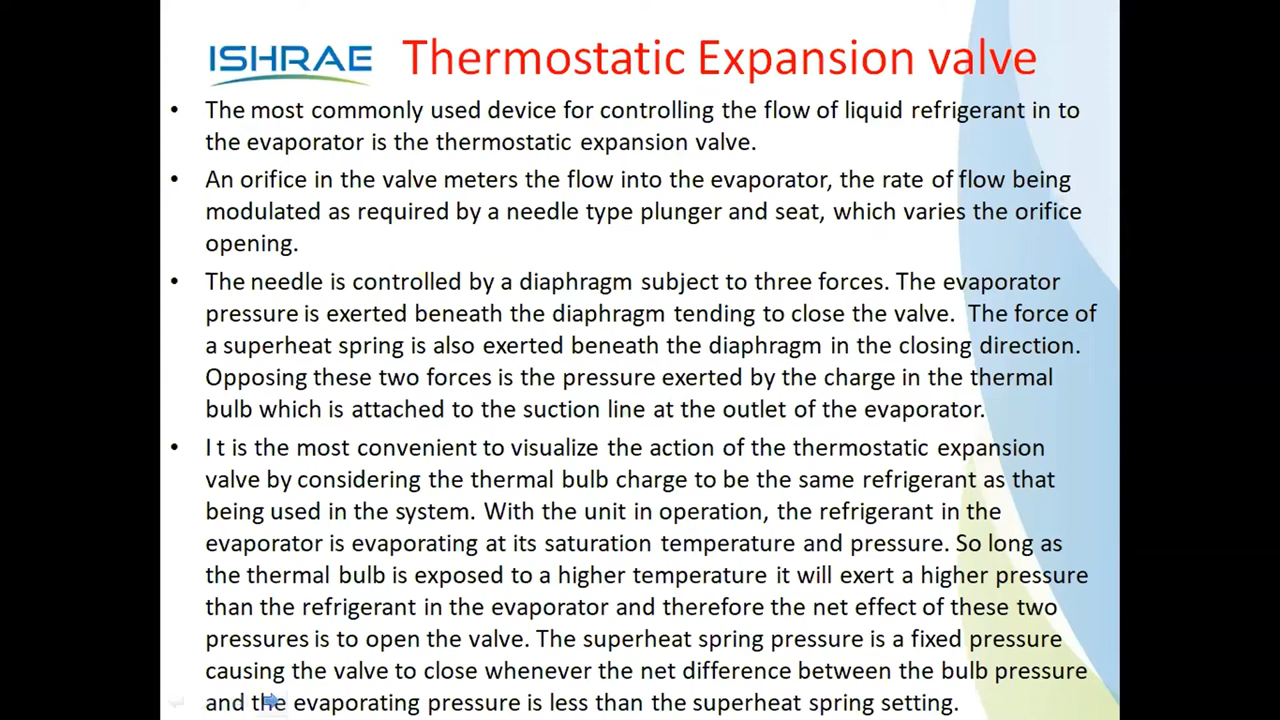 ISHRAE Thermostatic Expansion valve
• The most commonly used device for controlling the flow of liquid refrigerant in to
the evaporator is the thermostatic expansion valve.
• An orifice in the valve meters the flow into the evaporator, the rate of flow being
modulated as required by a needle type plunger and seat, which varies the orifice
opening.
• The needle is controlled by a diaphragm subject to three forces. The evaporator
pressure is exerted beneath the diaphragm tending to close the valve.  The force of
a superheat spring is also exerted beneath the diaphragm in the closing direction.
Opposing these two forces is the pressure exerted by the charge in the thermal
bulb which is attached to the suction line at the outlet of the evaporator.
• I t is the most convenient to visualize the action of the thermostatic expansion
valve by considering the thermal bulb charge to be the same refrigerant as that
being used in the system. With the unit in operation, the refrigerant in the
evaporator is evaporating at its saturation temperature and pressure. So long as
the thermal bulb is exposed to a higher temperature it will exert a higher pressure
than the refrigerant in the evaporator and therefore the net effect of these two
pressures is to open the valve. The superheat spring pressure is a fixed pressure
causing the valve to close whenever the net difference between the bulb pressure
and the evaporating pressure is less than the superheat spring setting.